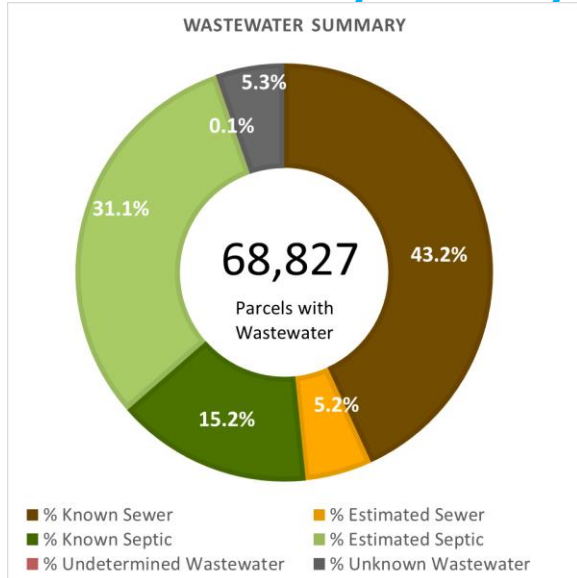 WASTEWATER SUMMARY
5.3%
0.1%
31.1%
43.2%
68,827
Parcels with
Wastewater
5.2%
15.2%
% Known Sewer
% Estimated Sewer
% Known Septic
% Estimated Septic
% Undetermined Wastewater
% Unknown Wastewater